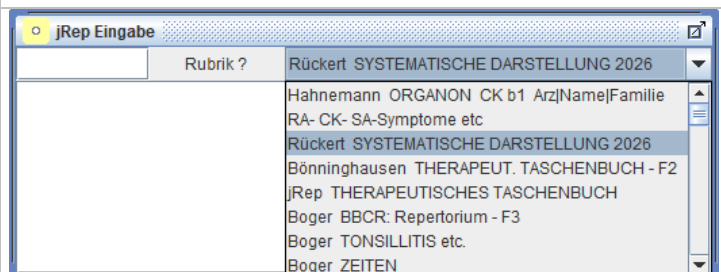 jRep Eingabe
Rubrik ? Rückert SYSTEMATISCHE DARSTELLUNG 2026
Hahnemann ORGANON CK b1 Arz|Name|Familie
RA- CK- SA-Symptome etc
Rückert SYSTEMATISCHE DARSTELLUNG 2026
Bönninghausen THERAPEUT. TASCHENBUCH - F2
jRep THERAPEUTISCHES TASCHENBUCH
Boger BBCR: Repertorium - F3
Boger TONSILLITIS etc.
Boger ZEITEN